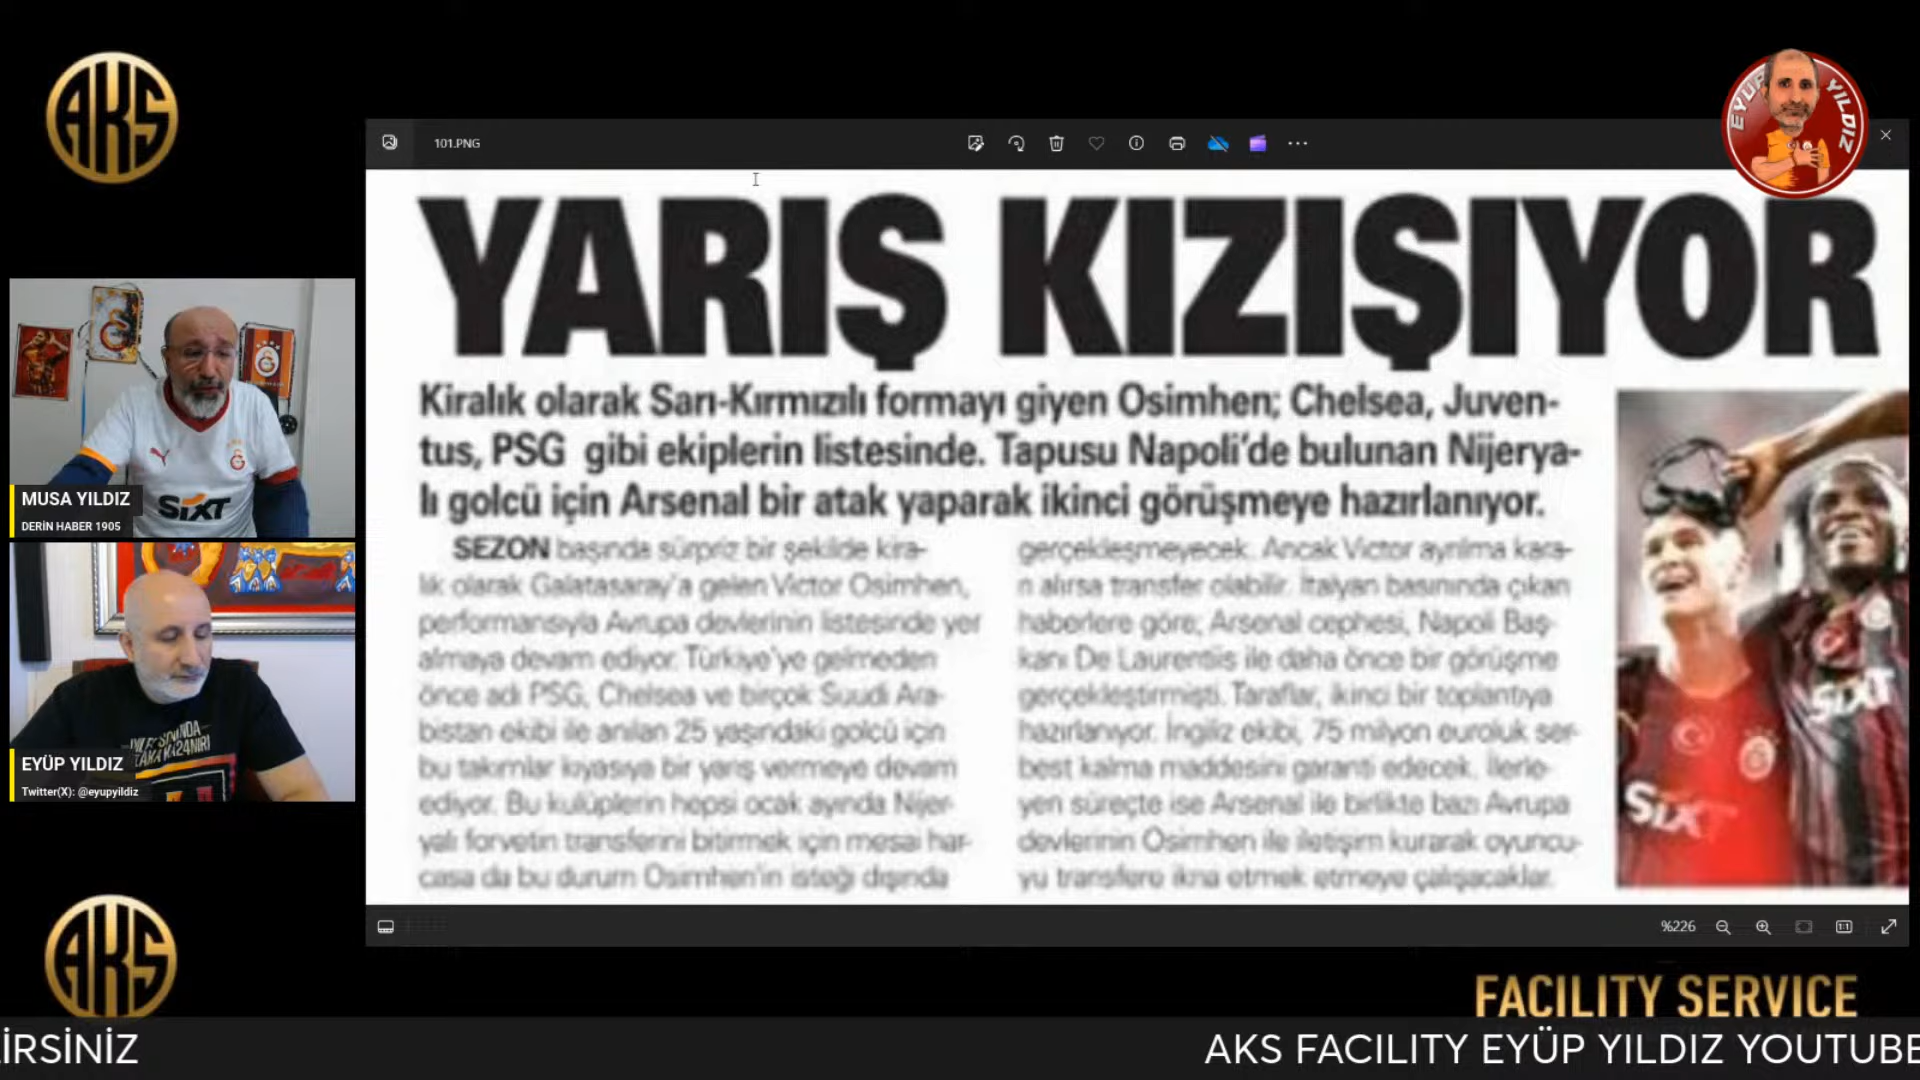 AKS
EYÜP YILDIZ
101.PNG
YARIŞ KIZIŞIYOR
Kiralık olarak Sarı-Kırmızılı formayı giyen Osimhen; Chelsea, Juven-
tus, PSG gibi ekiplerin listesinde. Tapusu Napoli'de bulunan Nijerya-
lı golcü için Arsenal bir atak yaparak ikinci görüşmeye hazırlanıyor.
SEZON başında sürpriz bir şekilde kira-
lık olarak Galatasaray'a gelen Victor Osimhen,
performansıyla Avrupa devlerinin listesinde yer
almaya devam ediyor. Türkiye'ye gelmeden
önce adı PSG, Chelsea ve birçok Suudi Ara-
bistan ekibi ile anılan 25 yaşındaki golcü için
bu takımlar kıyasıya bir yarış vermeye devam
ediyor. Bu kulüplerin hepsi ocak ayında Nijer-
yalı forvetin transferini bitirmek için mesai har-
casa da bu durum Osimhen'in isteği dışında
gerçekleşmeyecek. Ancak Victor ayrılma kara-
rı alırsa transfer olabilir. İtalyan basınında çıkan
haberlere göre; Arsenal cephesi, Napoli Baş-
kanı De Laurentiis ile daha önce bir görüşme
gerçekleştirmişti. Taraflar, ikinci bir toplantıya
hazırlanıyor. İngiliz ekibi, 75 milyon euroluk ser-
best kalma maddesini garanti edecek. İlerle-
yen süreçte ise Arsenal ile birlikte bazı Avrupa
devlerinin Osimhen ile iletişim kurarak oyuncu-
yu transfere ikna etmek etmeye çalışacaklar.
SIXT
SIXT
SIXT
MUSA YILDIZ
DERİN HABER 1905
EYÜP YILDIZ
Twitter(X): @eyupyildiz
%226
AKS
FACILITY SERVICE
İRSİNİZ
AKS FACILITY EYÜP YILDIZ YOUTUBE